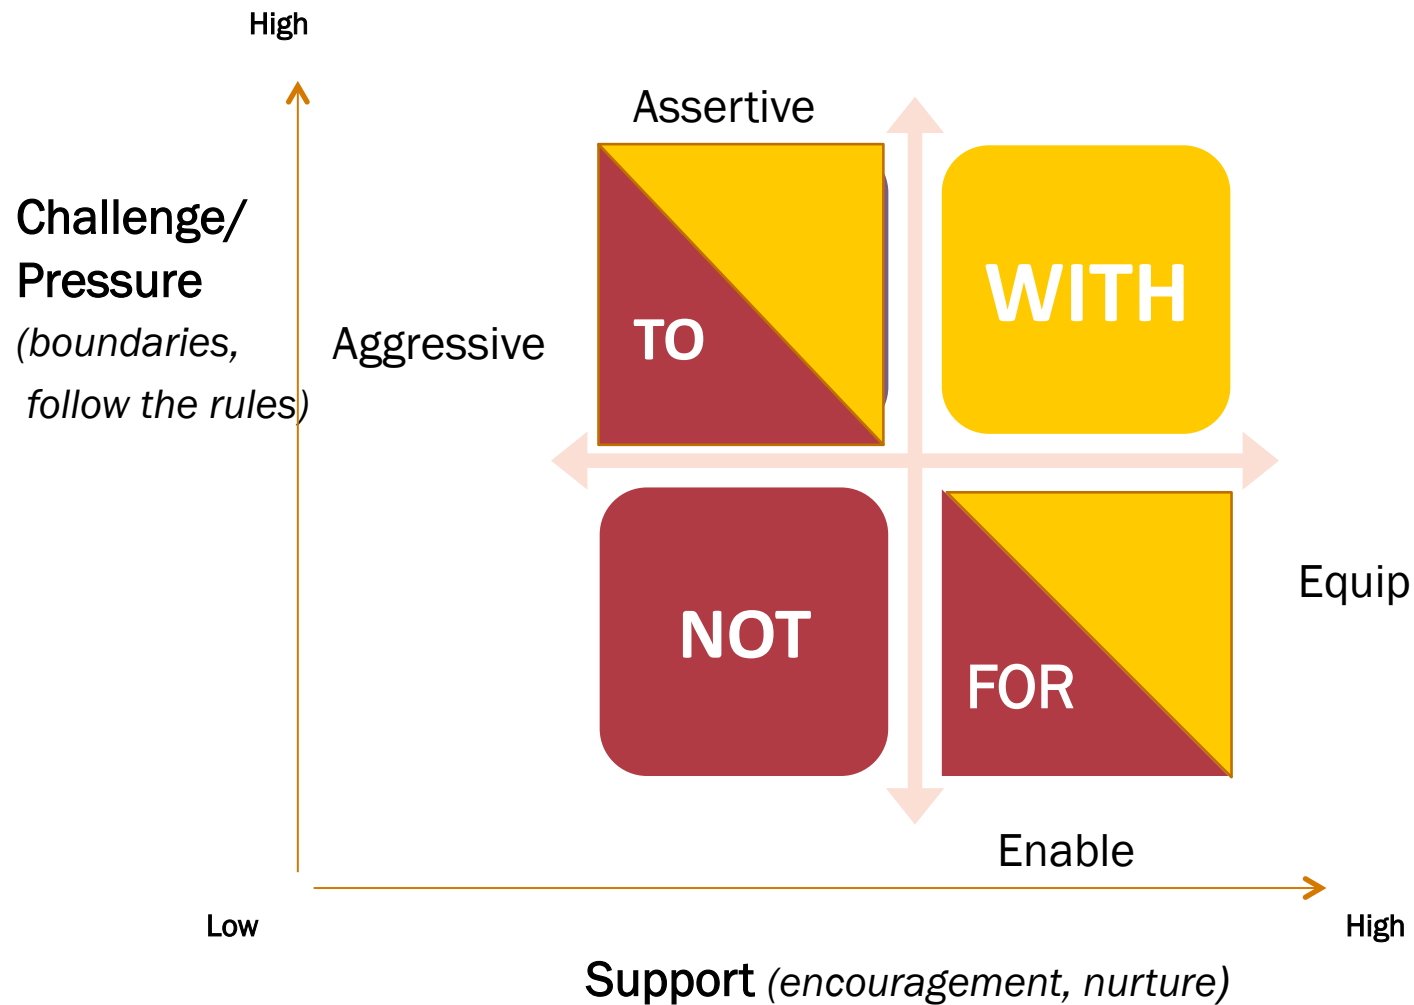 High
Assertive
Challenge/
Pressure
(boundaries,
follow the rules)
Aggressive
TO
WITH
NOT
FOR
Equip
Enable
Low
High
Support (encouragement, nurture)